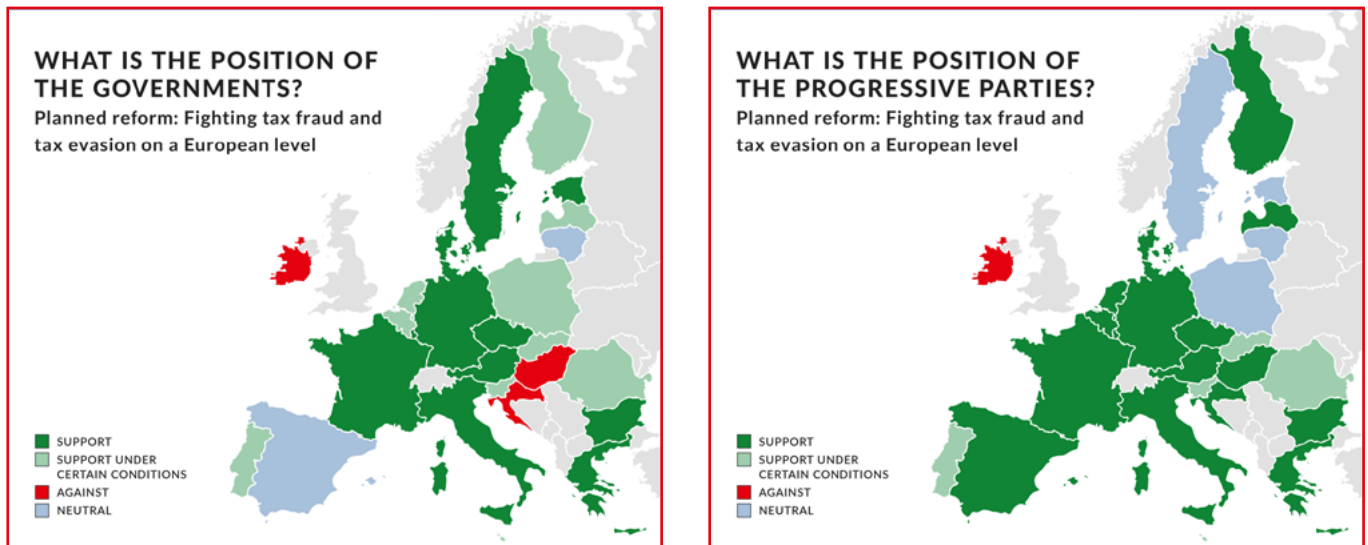 WHAT IS THE POSITION OF
THE GOVERNMENTS?
Planned reform: Fighting tax fraud and
tax evasion on a European level
SUPPORT
SUPPORT UNDER
CERTAIN CONDITIONS
AGAINST
NEUTRAL
WHAT IS THE POSITION OF
THE PROGRESSIVE PARTIES?
Planned reform: Fighting tax fraud and
tax evasion on a European level
SUPPORT
SUPPORT UNDER
CERTAIN CONDITIONS
AGAINST
NEUTRAL